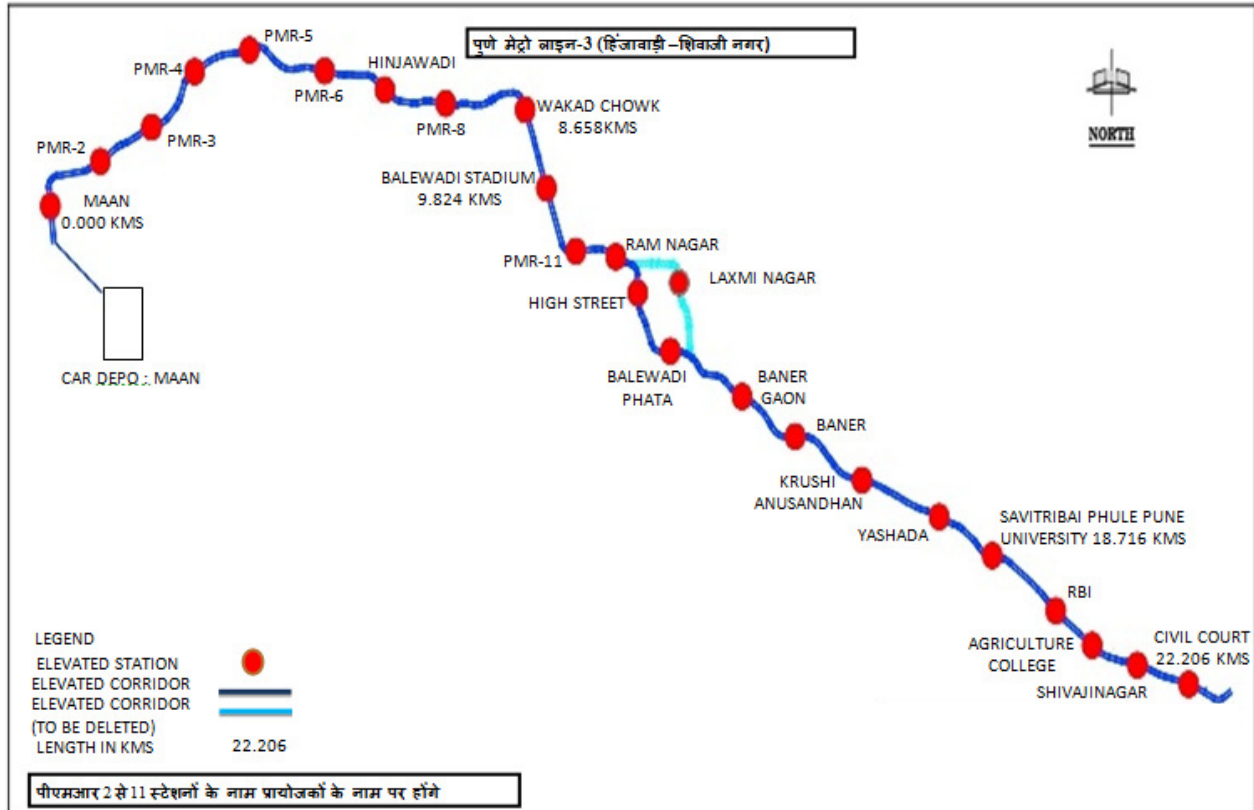 पुणे मेट्रो लाइन-3 (हिंजावाड़ी –शिवाजी नगर)
PMR-5
PMR-4
HINJAWADI
PMR-6
WAKAD CHOWK
8.658KMS
PMR-8
NORTH
PMR-3
PMR-2
BALEWADI STADIUM
9.824 KMS
MAAN
0.000 KMS
RAM NAGAR
PMR-11
LAXMI NAGAR
HIGH STREET
CAR DEPO : MAAN
BALEWADI
PHATA
BANER
GAON
BANER
KRUSHI
ANUSANDHAN
SAVITRIBAI PHULE PUNE
UNIVERSITY 18.716 KMS
YASHADA
RBI
AGRICULTURE
COLLEGE
CIVIL COURT
22.206 KMS
SHIVAJINAGAR
LEGEND
ELEVATED STATION
ELEVATED CORRIDOR
ELEVATED CORRIDOR
(TO BE DELETED)
LENGTH IN KMS 22.206
पीएमआर 2 से 11 स्टेशनों के नाम प्रायोजकों के नाम पर होंगे